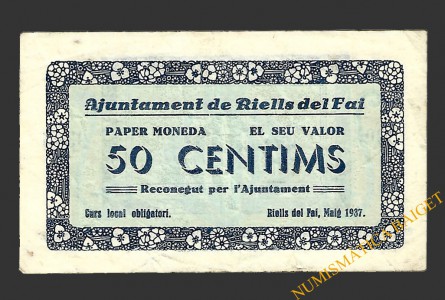 Ajuntament de Riells del Fai
PAPER MONEDA EL SEU VALOR
50 CENTIMS
Reconegut per l'Ajuntament
Curs local obligatori. Riells del Fai, Maig 1937.
NUMISMATICA BAIGET